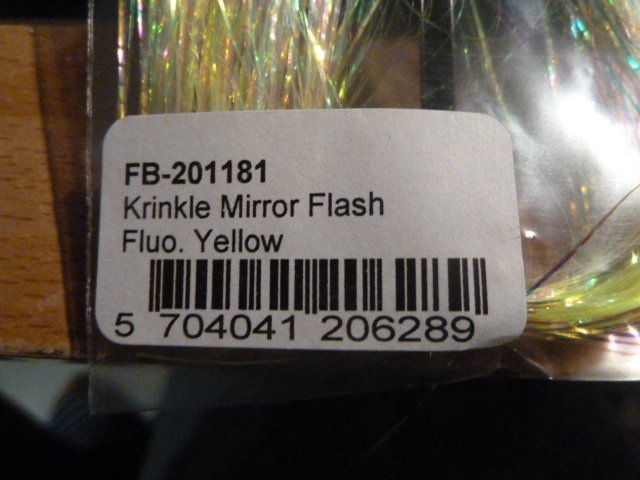 FB-201181
Krinkle Mirror Flash
Fluo. Yellow
5 704041 206289